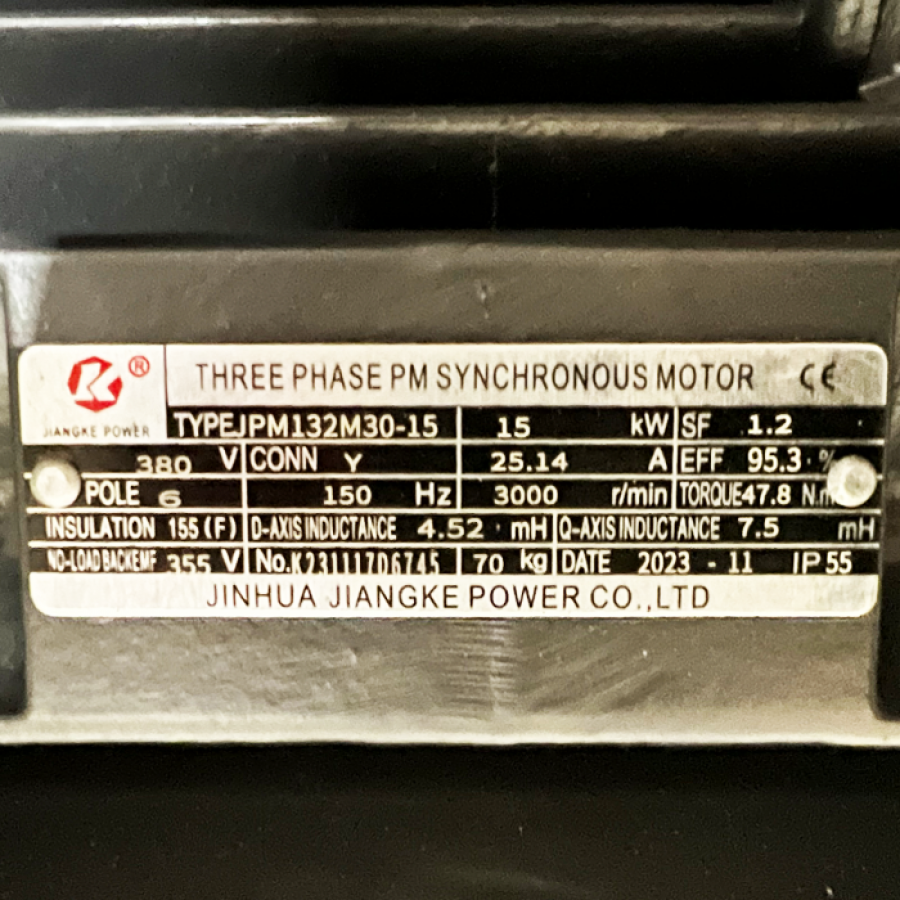 ® THREE PHASE PM SYNCHRONOUS MOTOR CE
JIANGKE POWER TYPE JPM132M30-15 15 kW SF 1.2
380 V CONN Y 25.14 A EFF 95.3 %
POLE 6 150 Hz 3000 r/min TORQUE 47.8 N.m
INSULATION 155 (F) D-AXIS INDUCTANCE 4.52 mH Q-AXIS INDUCTANCE 7.5 mH
NO-LOAD BACKEMF 355 V No.K231117D6745 70 kg DATE 2023 - 11 IP 55
JINHUA JIANGKE POWER CO.,LTD